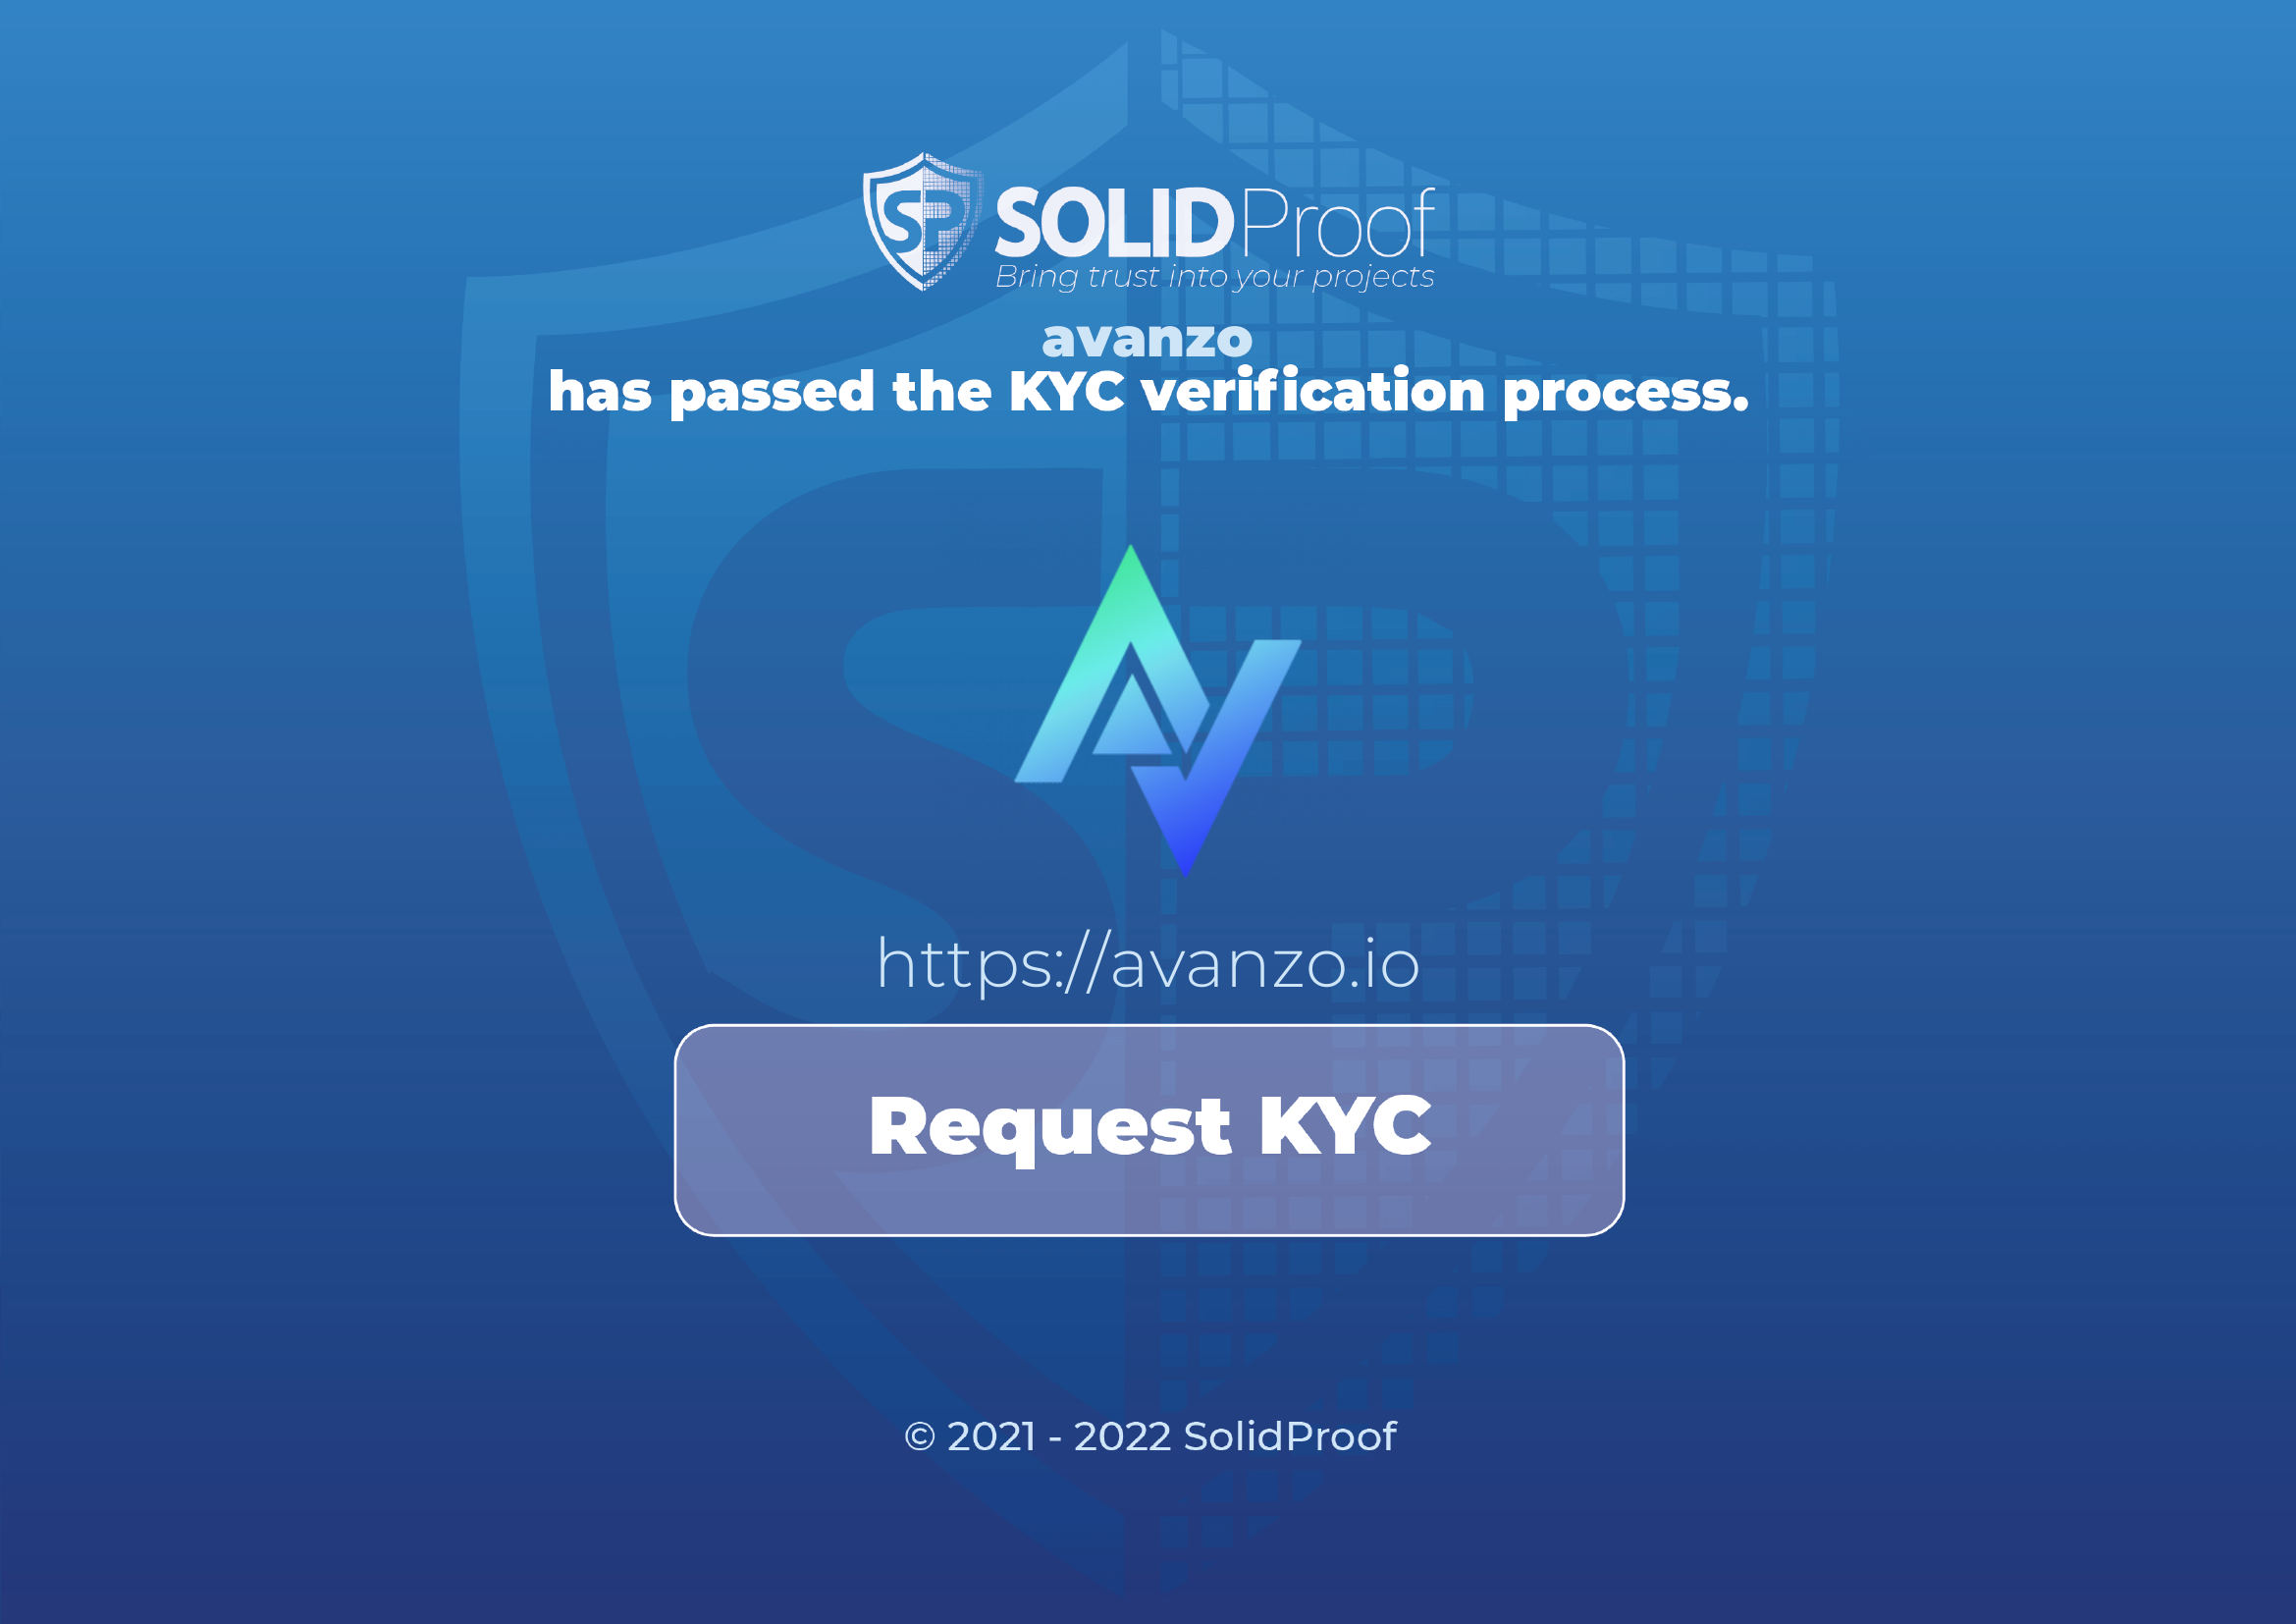 SP SOLIDProof
Bring trust into your projects
avanzo
has passed the KYC verification process.
https://avanzo.io
Request KYC
© 2021 - 2022 SolidProof